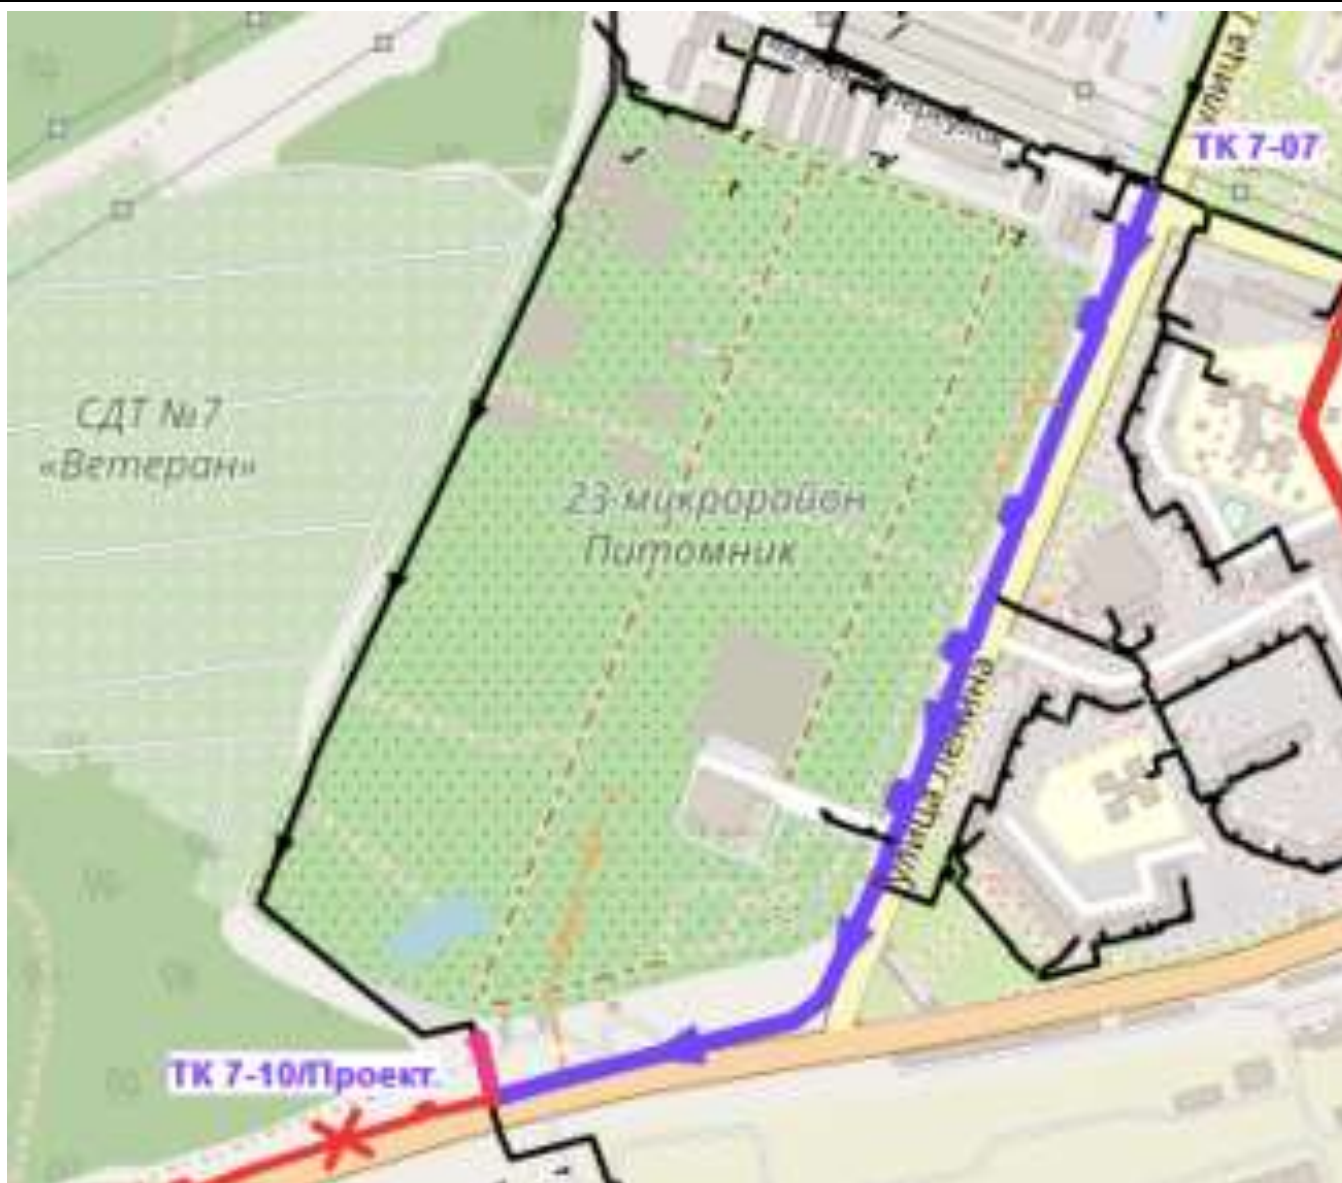 ТК 7-07
СДТ №7
«Ветеран»
23 микрорайон
Питомник
улица Ленина
ТК 7-10/Проект.